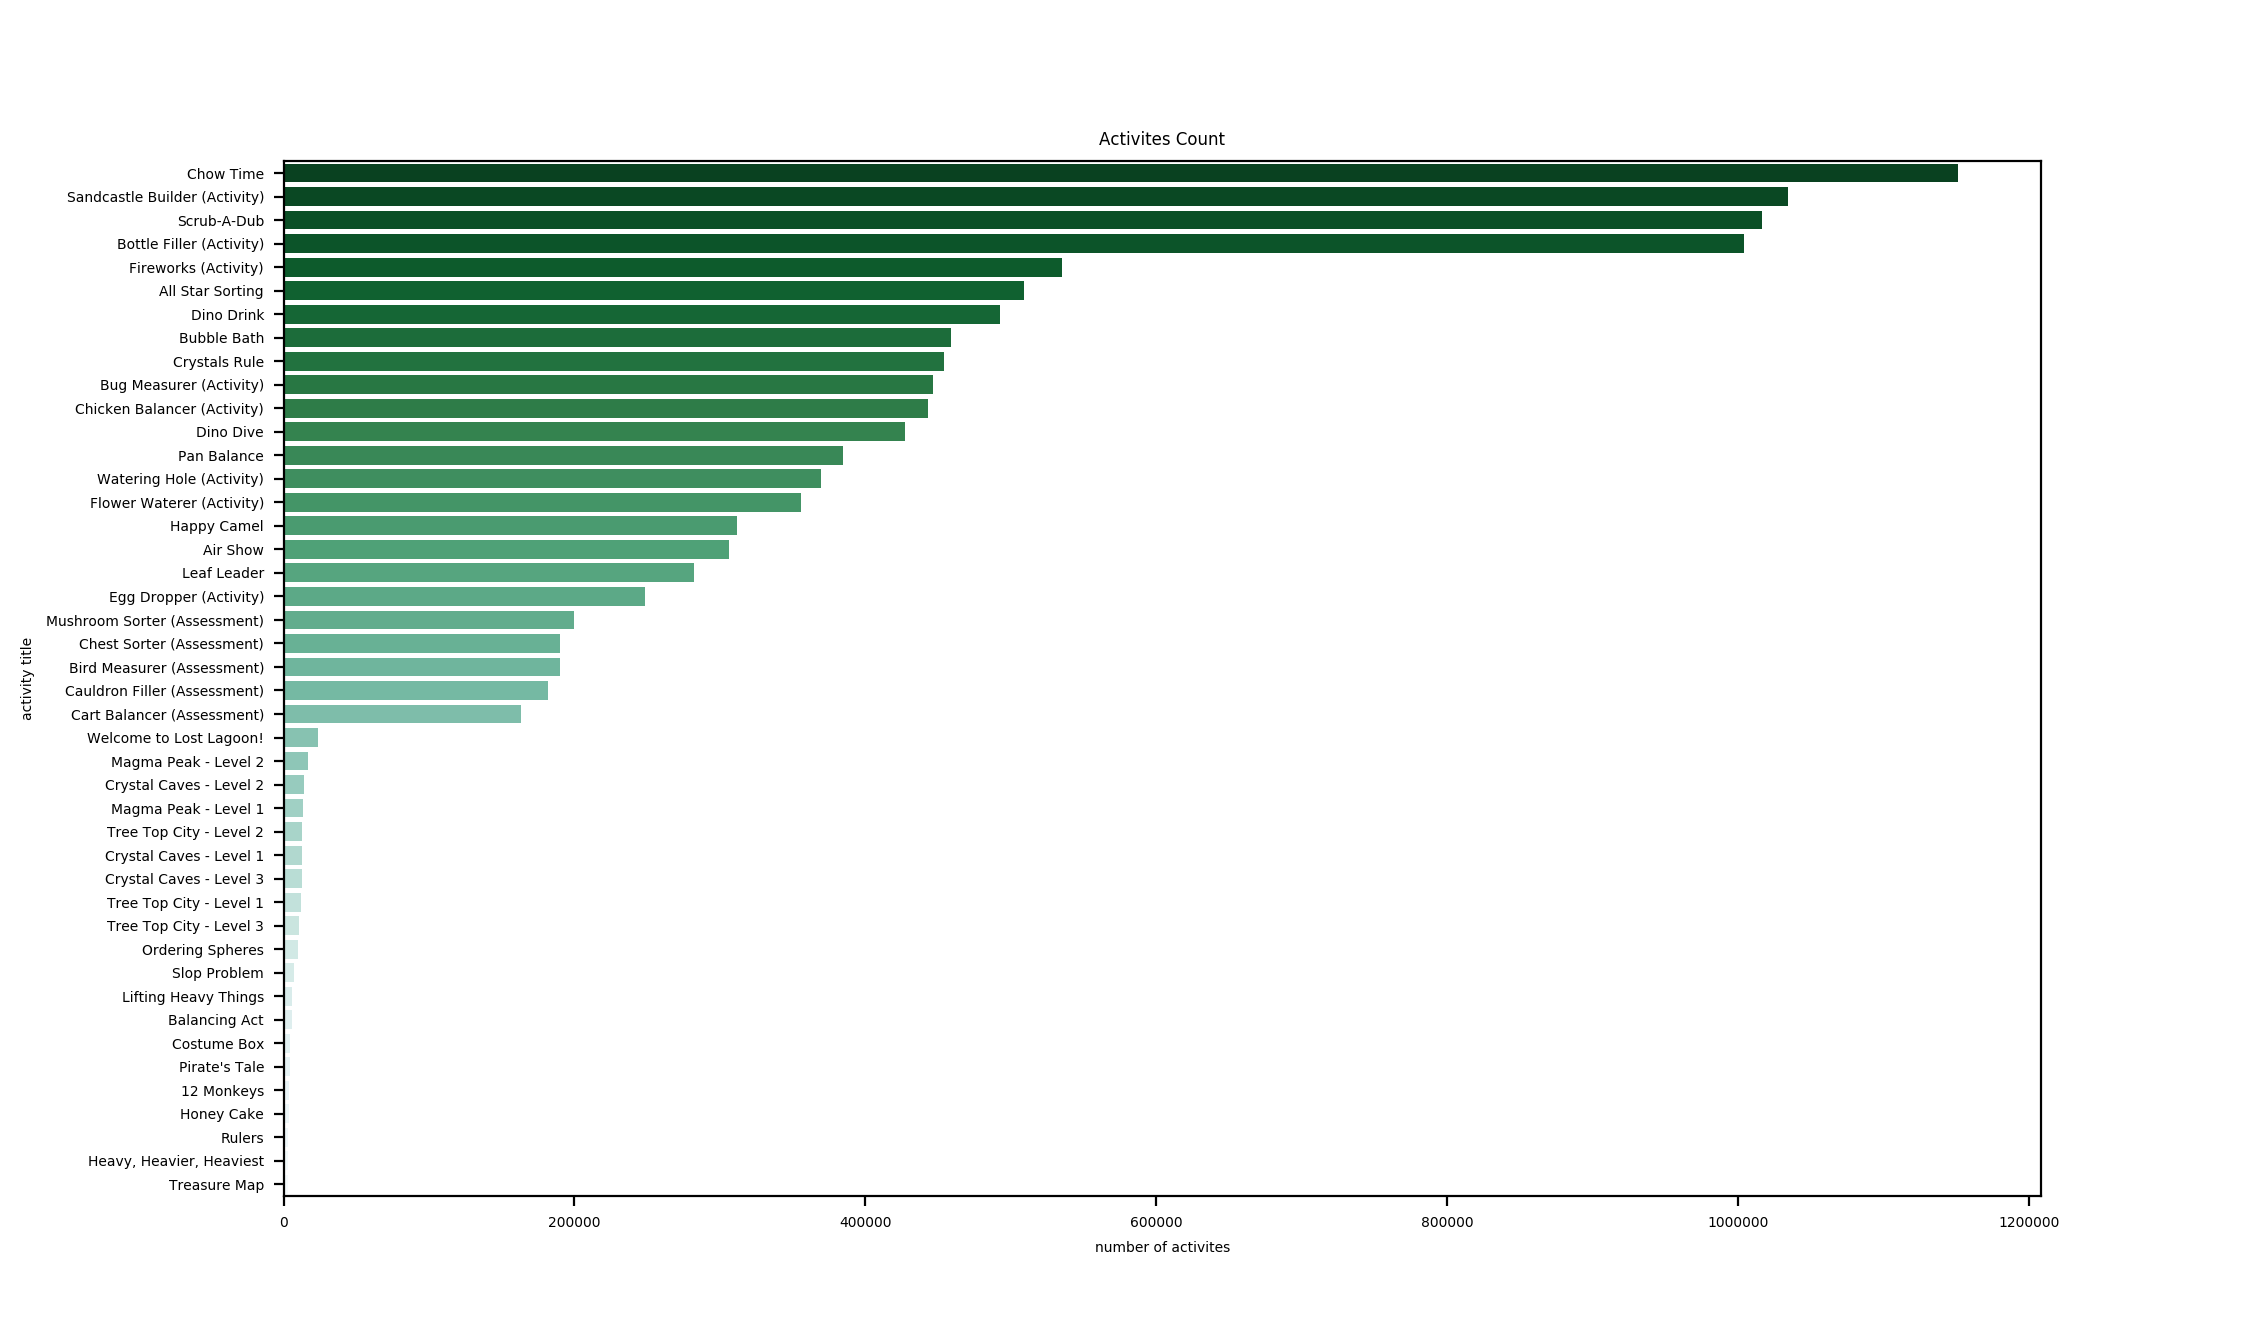 Activites Count
Chow Time
Sandcastle Builder (Activity)
Scrub-A-Dub
Bottle Filler (Activity)
Fireworks (Activity)
All Star Sorting
Dino Drink
Bubble Bath
Crystals Rule
Bug Measurer (Activity)
Chicken Balancer (Activity)
Dino Dive
Pan Balance
Watering Hole (Activity)
Flower Waterer (Activity)
Happy Camel
Air Show
Leaf Leader
Egg Dropper (Activity)
Mushroom Sorter (Assessment)
Chest Sorter (Assessment)
Bird Measurer (Assessment)
Cauldron Filler (Assessment)
Cart Balancer (Assessment)
Welcome to Lost Lagoon!
Magma Peak - Level 2
Crystal Caves - Level 2
Magma Peak - Level 1
Tree Top City - Level 2
Crystal Caves - Level 1
Crystal Caves - Level 3
Tree Top City - Level 1
Tree Top City - Level 3
Ordering Spheres
Slop Problem
Lifting Heavy Things
Balancing Act
Costume Box
Pirate's Tale
12 Monkeys
Honey Cake
Rulers
Heavy, Heavier, Heaviest
Treasure Map
activity title
0 200000 400000 600000 800000 1000000 1200000
number of activites